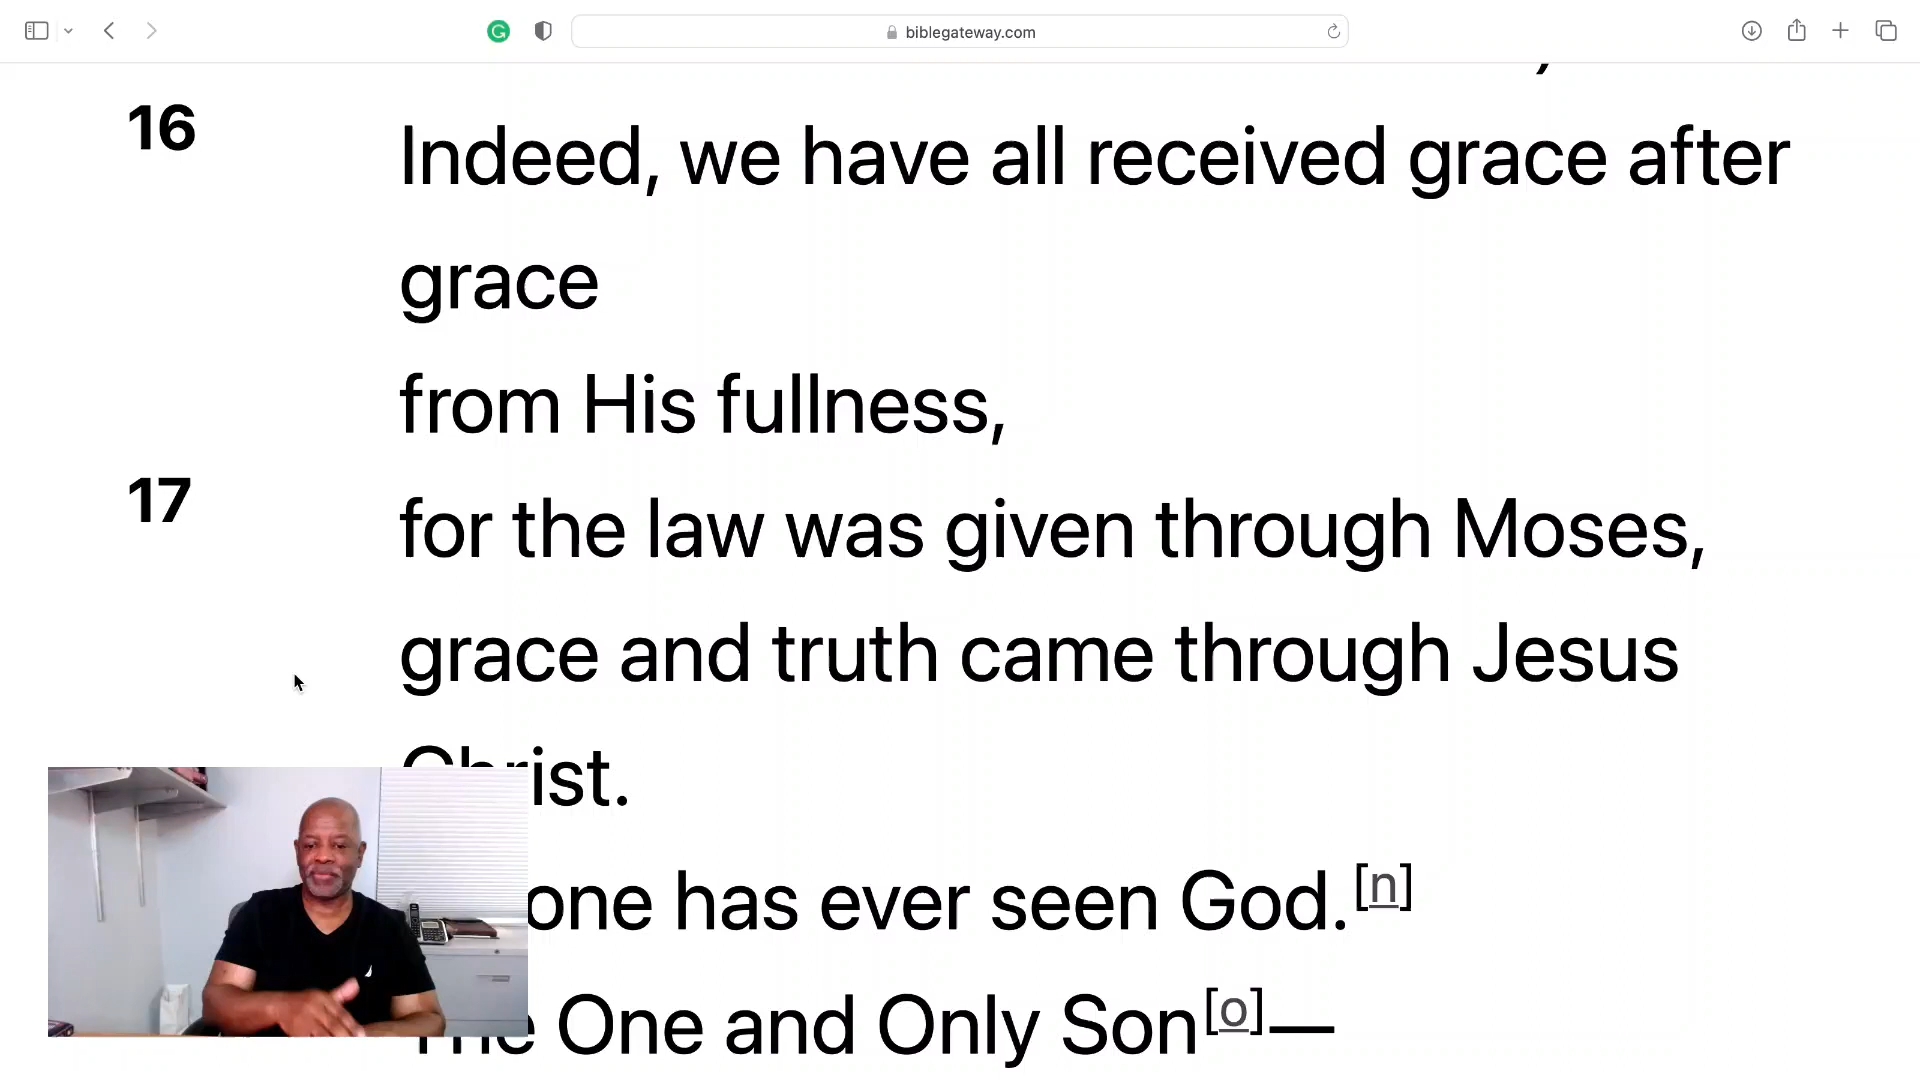 biblegateway.com
16
Indeed, we have all received grace after
grace
from His fullness,
17
for the law was given through Moses,
grace and truth came through Jesus
one has ever seen God.[n]
One and Only Son[o]—